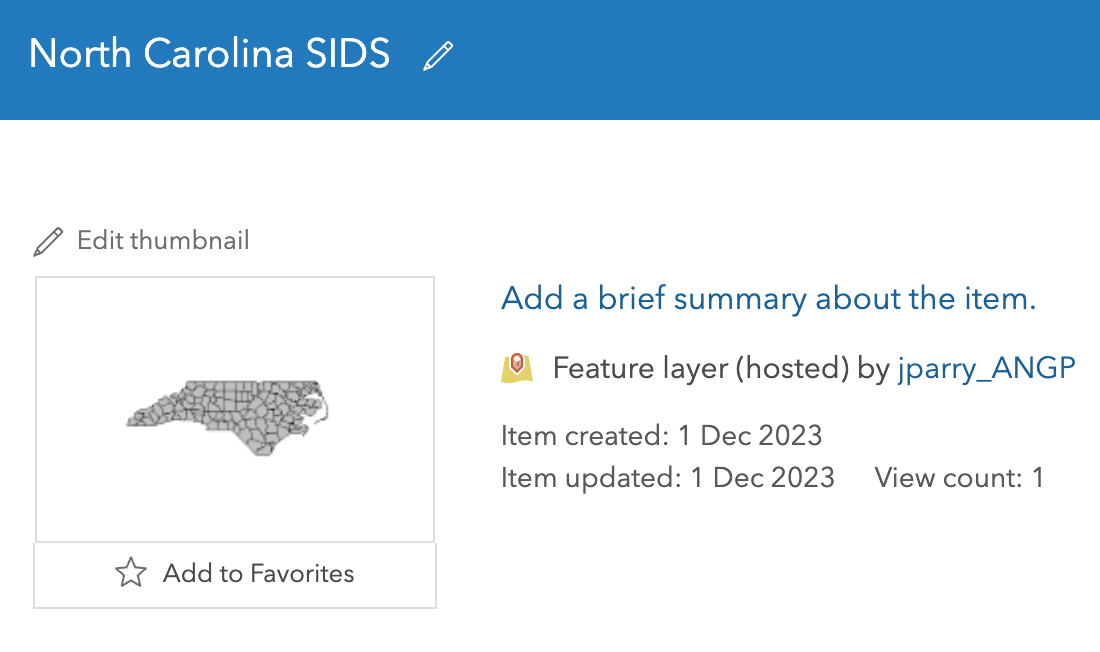 North Carolina SIDS
Edit thumbnail
Add a brief summary about the item.
Feature layer (hosted) by jparry_ANGP
Item created: 1 Dec 2023
Item updated: 1 Dec 2023 View count: 1
Add to Favorites